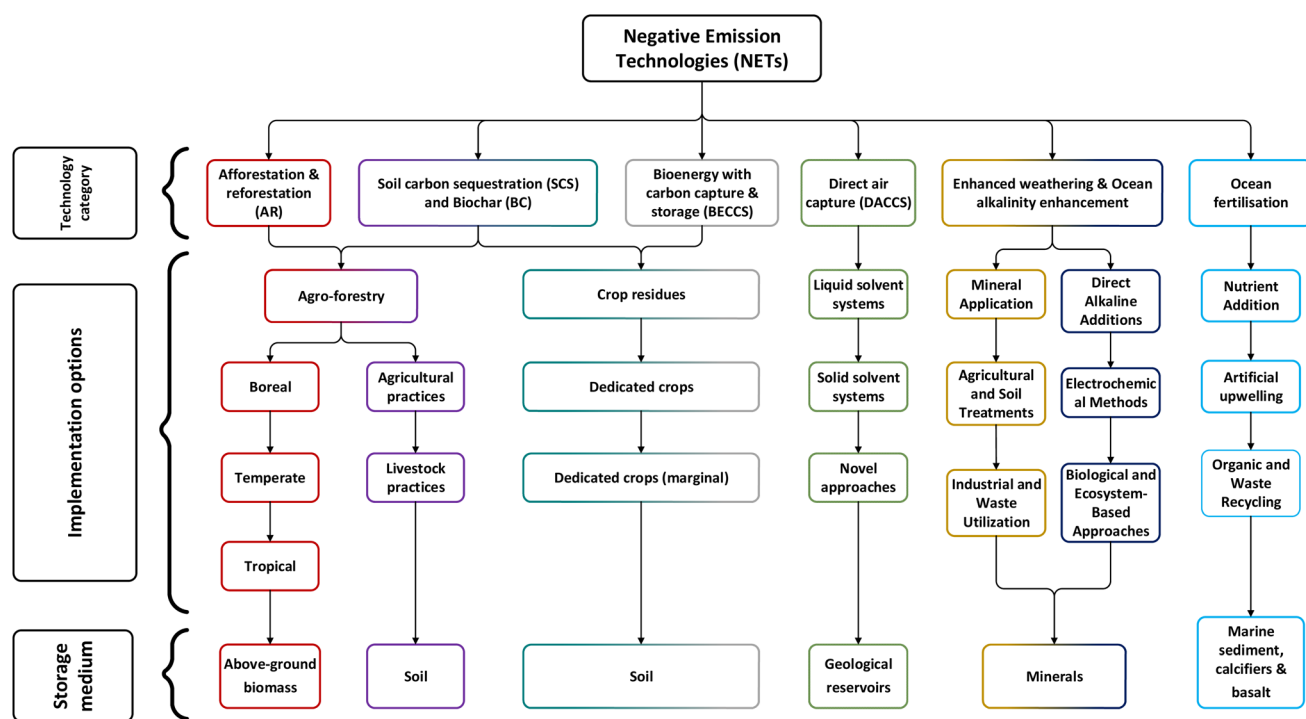 Negative Emission
Technologies (NETs)
Technology
category
Afforestation &
reforestation
(AR)
Soil carbon sequestration (SCS)
and Biochar (BC)
Bioenergy with
carbon capture &
storage (BECCS)
Direct air
capture (DACCS)
Enhanced weathering & Ocean
alkalinity enhancement
Ocean
fertilisation
Implementation options
Agro-forestry
Crop residues
Liquid solvent
systems
Mineral
Application
Direct
Alkaline
Additions
Nutrient
Addition
Boreal
Agricultural
practices
Dedicated crops
Solid solvent
systems
Agricultural
and Soil
Treatments
Electrochemic
al Methods
Artificial
upwelling
Temperate
Livestock
practices
Dedicated crops (marginal)
Novel
approaches
Industrial and
Waste
Utilization
Biological and
Ecosystem-
Based
Approaches
Organic and
Waste
Recycling
Tropical
Storage
medium
Above-ground
biomass
Soil
Soil
Geological
reservoirs
Minerals
Marine
sediment,
calcifiers &
basalt